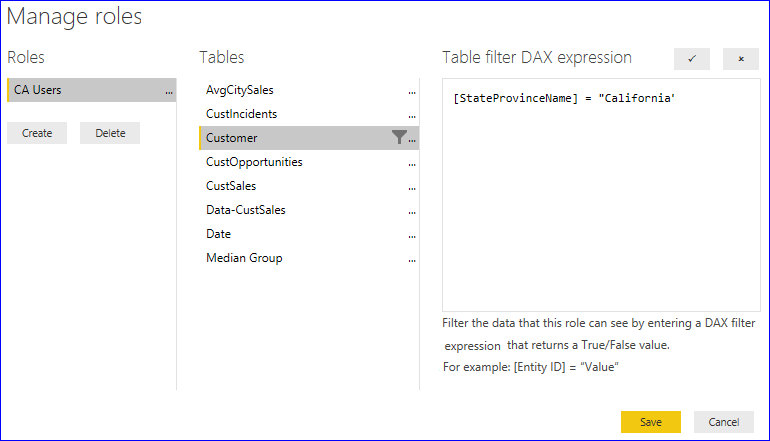 Manage roles
Roles
Tables
Table filter DAX expression
✓
×
CA Users ...
Create
Delete
AvgCitySales ...
CustIncidents ...
Customer ...
CustOpportunities ...
CustSales ...
Data-CustSales ...
Date ...
Median Group ...
[StateProvinceName] = "California'
Filter the data that this role can see by entering a DAX filter
expression that returns a True/False value.
For example: [Entity ID] = “Value”
Save
Cancel